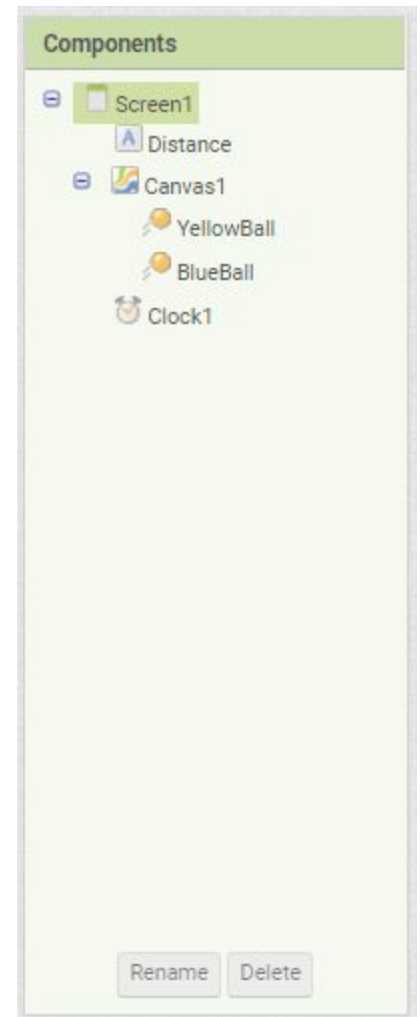 Components
Screen1
A Distance
Canvas1
YellowBall
BlueBall
Clock1
Rename Delete